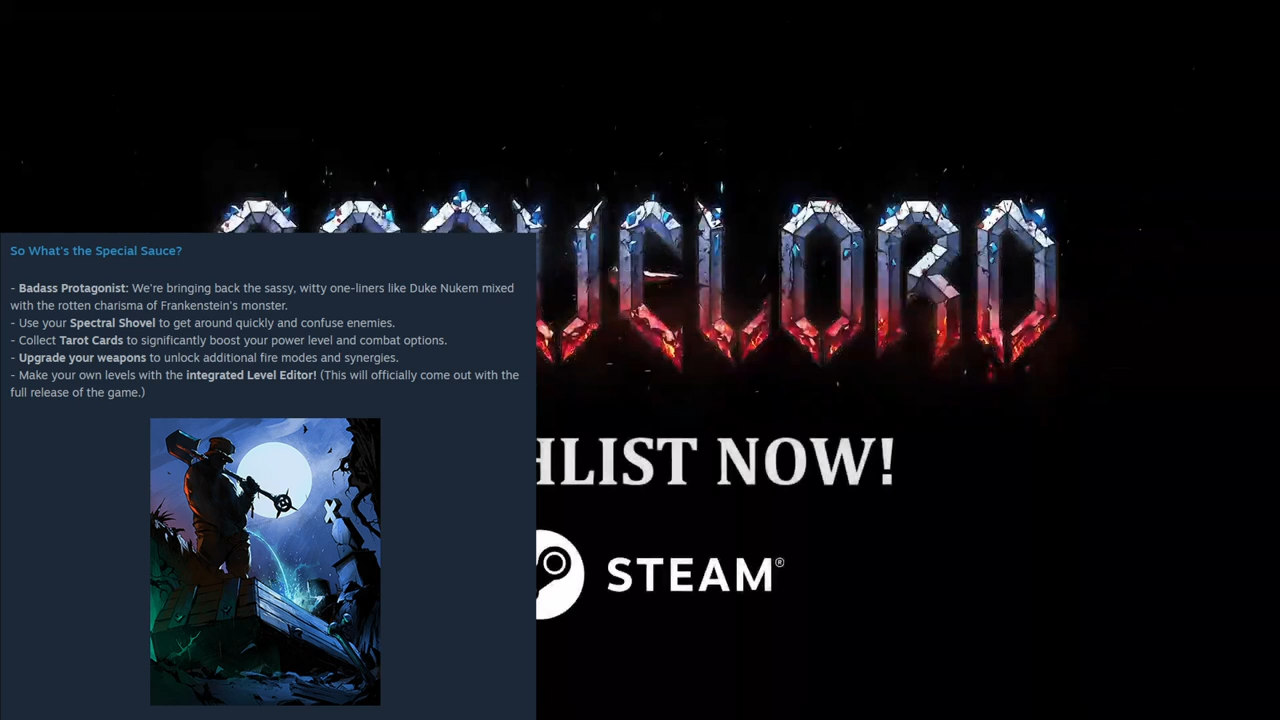 So What's the Special Sauce?
- Badass Protagonist: We're bringing back the sassy, witty one-liners like Duke Nukem mixed
with the rotten charisma of Frankenstein's monster.
- Use your Spectral Shovel to get around quickly and confuse enemies.
- Collect Tarot Cards to significantly boost your power level and combat options.
- Upgrade your weapons to unlock additional fire modes and synergies.
- Make your own levels with the integrated Level Editor! (This will officially come out with the
full release of the game.)
VELORD
HLIST NOW!
STEAM®